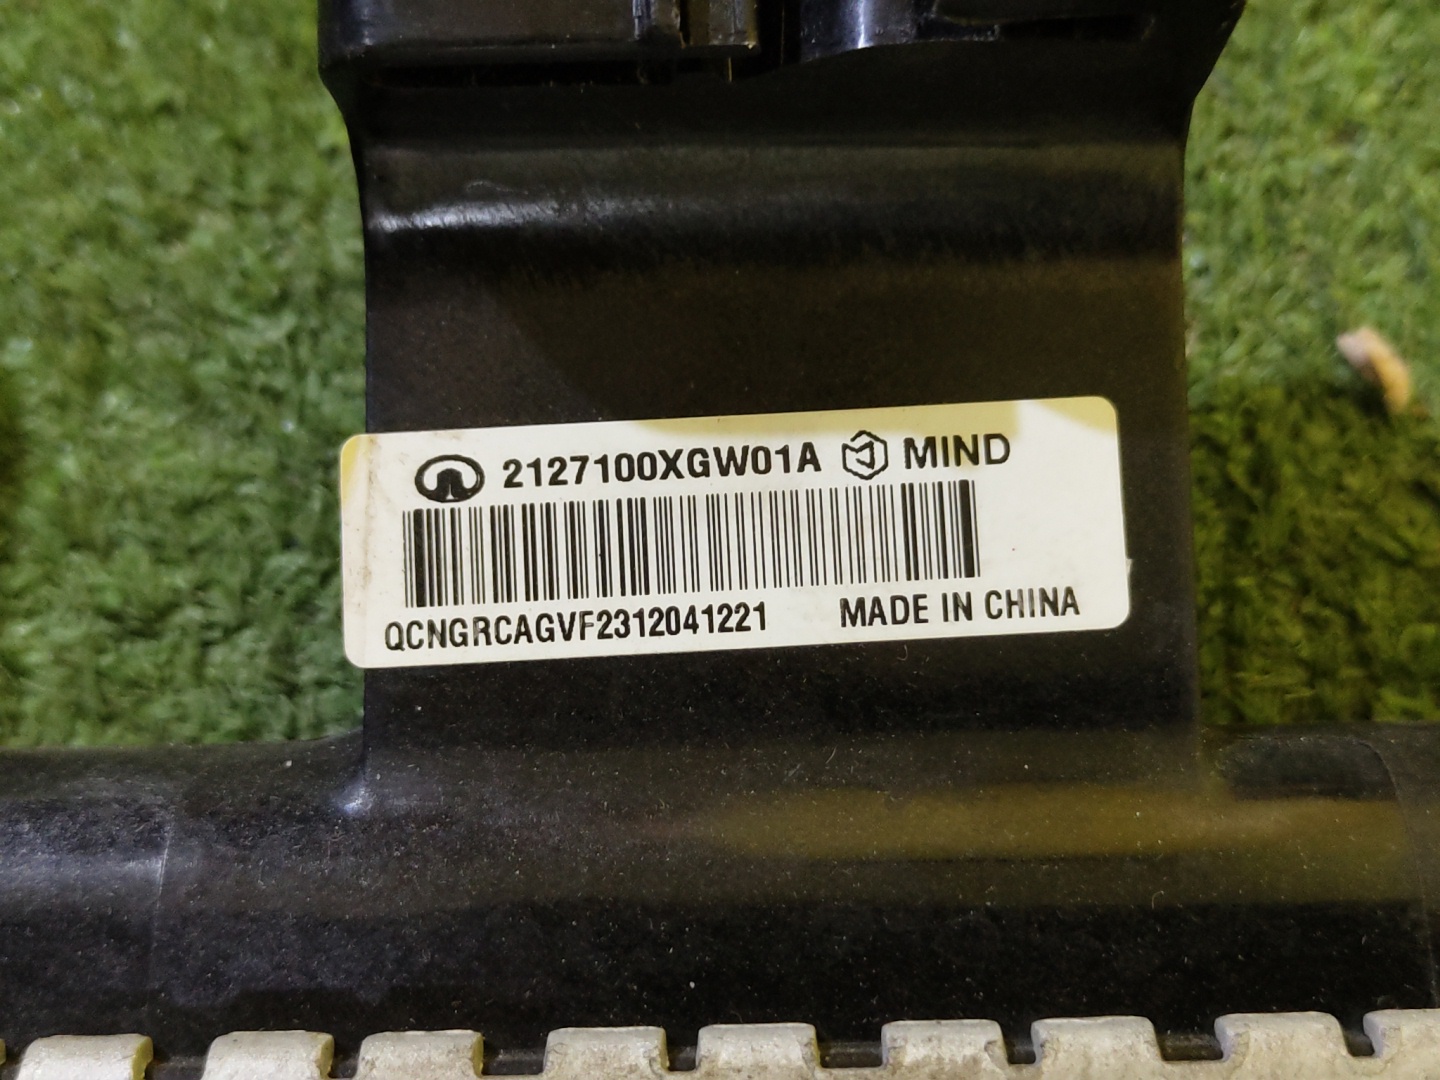 2127100XGW01A MIND
QCNGRCAGVF2312041221 MADE IN CHINA